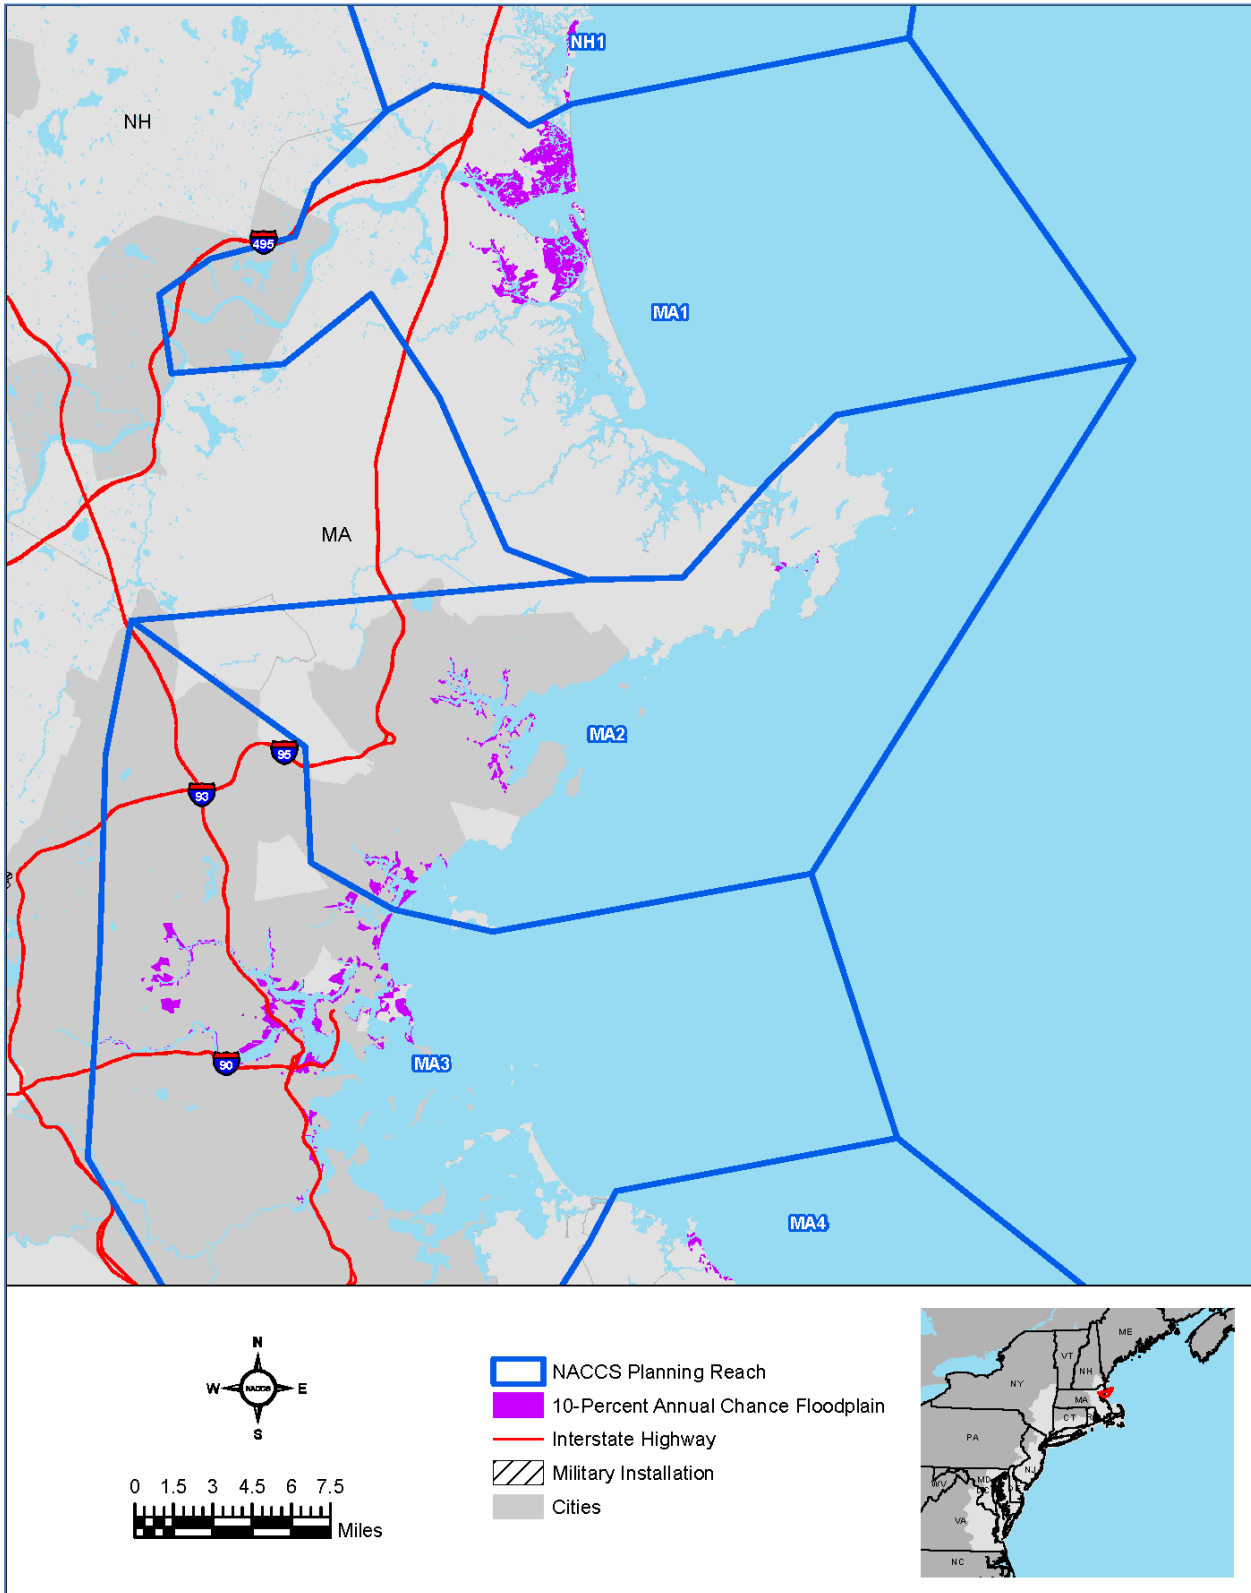 NH1
NH
495
MA1
MA
MA2
95
93
90
MA3
MA4
N
W
NACCS
E
S
0 1.5 3 4.5 6 7.5
Miles
NACCS Planning Reach
10-Percent Annual Chance Floodplain
Interstate Highway
Military Installation
Cities
ME
VT
NH
NY
MA
CT
PA
NJ
MD
WV
VA
NC